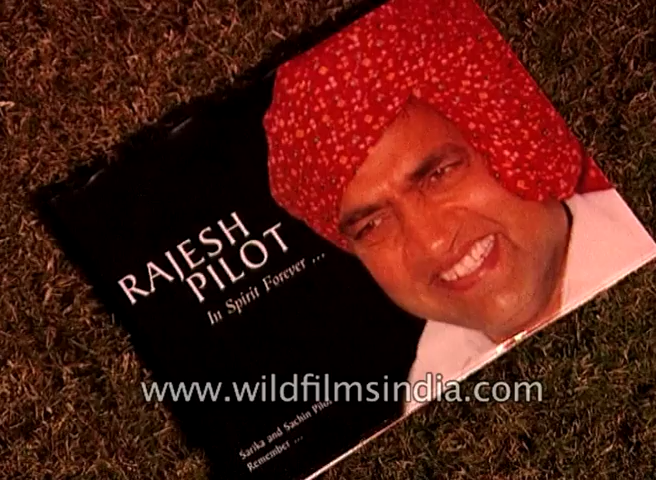 RAJESH
PILOT
In Spirit Forever ...
www.wildfilmsindia.com
Sarika and Sachin Pilot
Remember ...